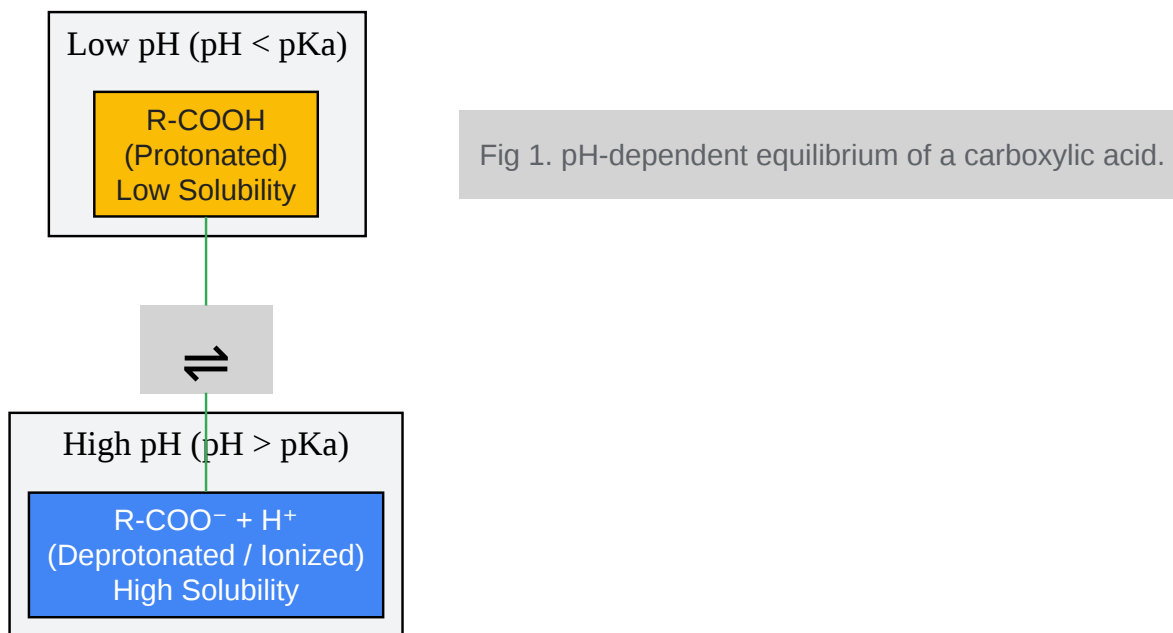 Low pH (pH < pKa)
R-COOH
(Protonated)
Low Solubility
Fig 1. pH-dependent equilibrium of a carboxylic acid.
⇌
High pH (pH > pKa)
R-COO⁻ + H⁺
(Deprotonated / Ionized)
High Solubility